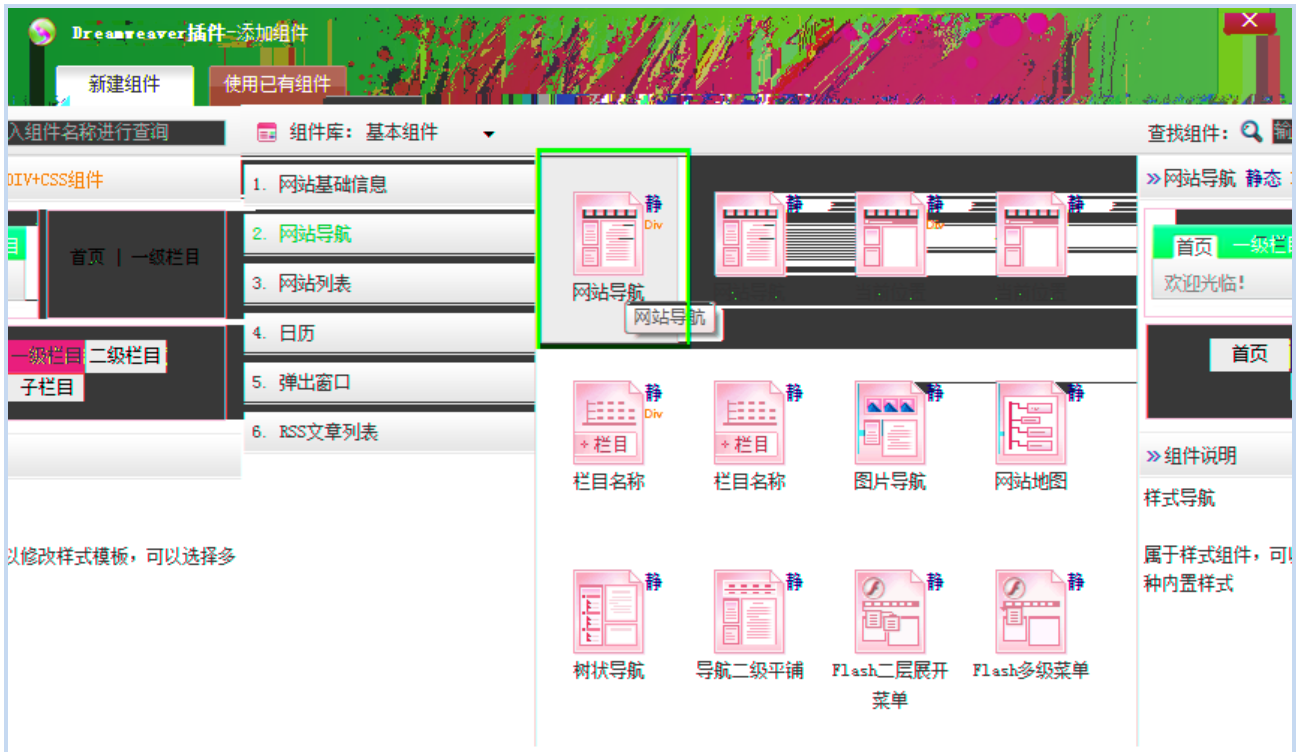 Dreamweaver插件-添加组件
新建组件 使用已有组件
入组件名称进行查询 组件库: 基本组件 查找组件: 输
DIV+CSS组件
1. 网站基础信息
2. 网站导航
3. 网站列表
4. 日历
5. 弹出窗口
6. RSS文章列表
首页 | 一级栏目
一级栏目 二级栏目
子栏目
以修改样式模板，可以选择多
静 静 静 静
Div Div
网站导航
网站导航
静 静 静 静
Div
+栏目 +栏目
栏目名称 栏目名称 图片导航 网站地图
静 静 静 静
树状导航 导航二级平铺 Flash二层展开菜单 Flash多级菜单
»网站导航 静态
首页 一级栏目
欢迎光临!
首页
»组件说明
样式导航
属于样式组件，可以
种内置样式